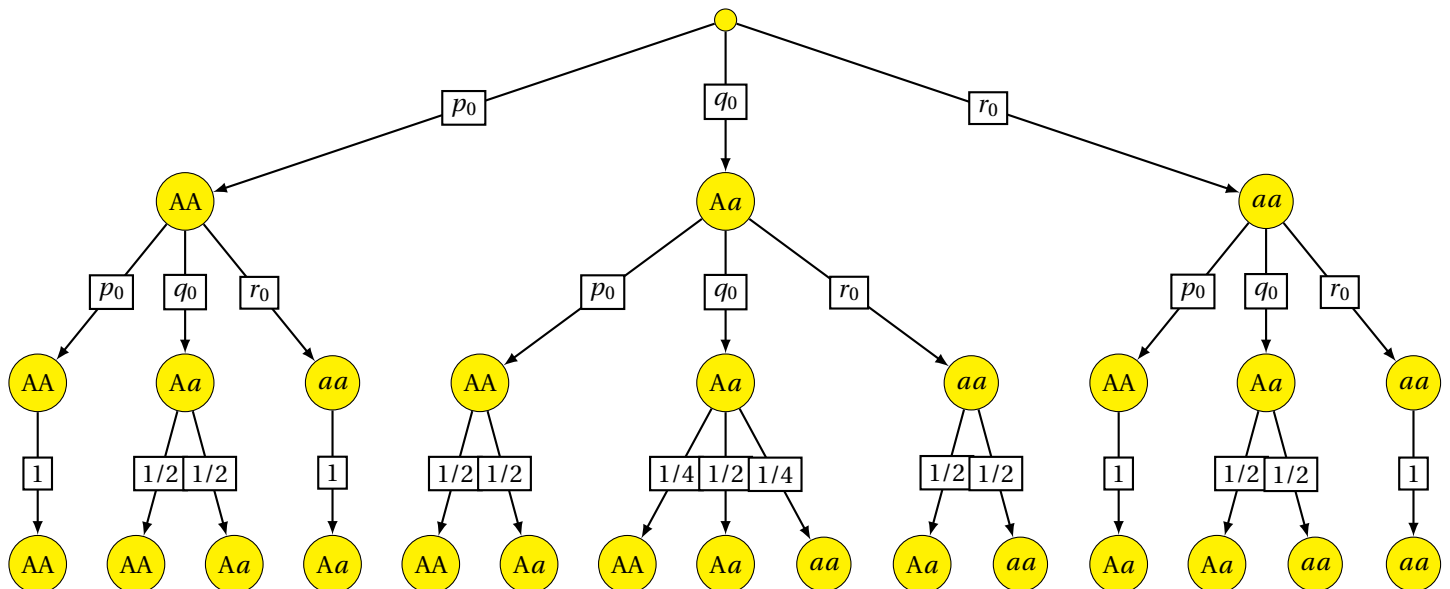 p₀ q₀ r₀
AA Aa aa
p₀ q₀ r₀ p₀ q₀ r₀ p₀ q₀ r₀
AA Aa aa AA Aa aa AA Aa aa
1 1/2 1/2 1 1/2 1/2 1/4 1/2 1/4 1/2 1/2 1 1/2 1/2 1
AA AA Aa Aa AA Aa AA Aa aa Aa aa Aa Aa aa aa